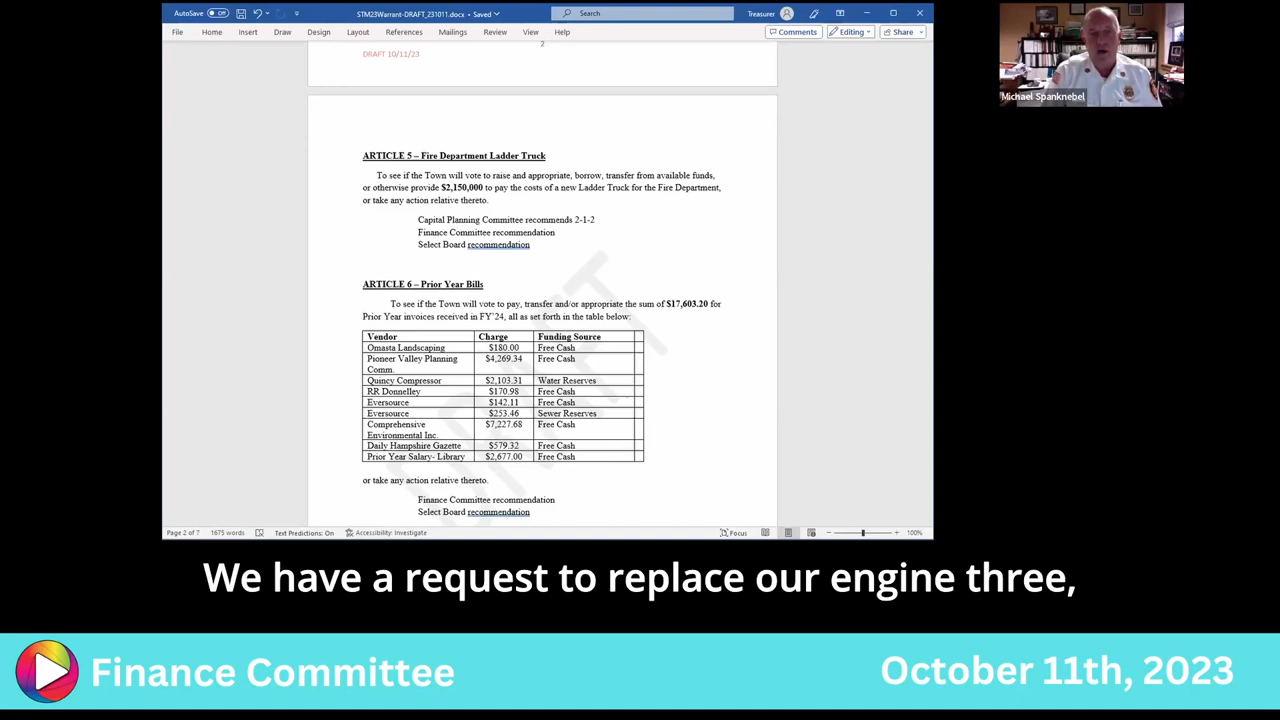 AutoSave Off
STM23Warrant-DRAFT_231011.docx • Saved
Search
Treasurer
File Home Insert Draw Design Layout References Mailings Review View Help
Comments Editing Share
2
DRAFT 10/11/23
ARTICLE 5 – Fire Department Ladder Truck
To see if the Town will vote to raise and appropriate, borrow, transfer from available funds,
or otherwise provide $2,150,000 to pay the costs of a new Ladder Truck for the Fire Department,
or take any action relative thereto.
Capital Planning Committee recommends 2-1-2
Finance Committee recommendation
Select Board recommendation
ARTICLE 6 – Prior Year Bills
To see if the Town will vote to pay, transfer and/or appropriate the sum of $17,603.20 for
Prior Year invoices received in FY'24, all as set forth in the table below:
Vendor Charge Funding Source
Omasta Landscaping $180.00 Free Cash
Pioneer Valley Planning $4,269.34 Free Cash
Comm.
Quincy Compressor $2,103.31 Water Reserves
RR Donnelley $170.98 Free Cash
Eversource $142.11 Free Cash
Eversource $253.46 Sewer Reserves
Comprehensive $7,227.68 Free Cash
Environmental Inc.
Daily Hampshire Gazette $579.32 Free Cash
Prior Year Salary- Library $2,677.00 Free Cash
or take any action relative thereto.
Finance Committee recommendation
Select Board recommendation
DRAFT
Page 2 of 7 1675 words Text Predictions: On Accessibility: Investigate Focus 100%
Michael Spanknebel
We have a request to replace our engine three,
Finance Committee
October 11th, 2023